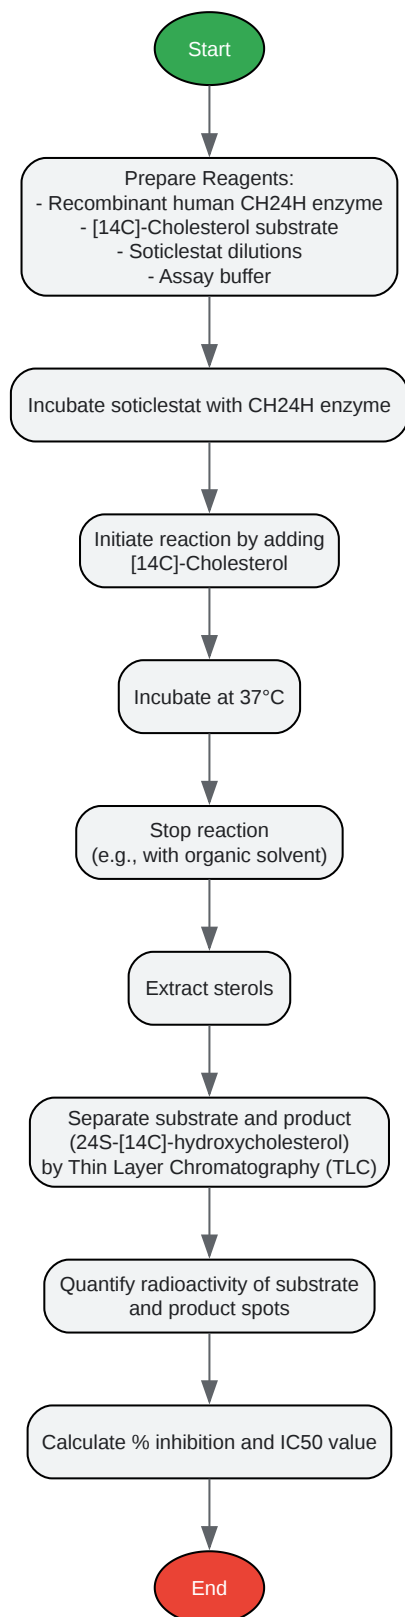 Start
Prepare Reagents:
- Recombinant human CH24H enzyme
- [14C]-Cholesterol substrate
- Soticlestat dilutions
- Assay buffer
Incubate soticlestat with CH24H enzyme
Initiate reaction by adding
[14C]-Cholesterol
Incubate at 37°C
Stop reaction
(e.g., with organic solvent)
Extract sterols
Separate substrate and product
(24S-[14C]-hydroxycholesterol)
by Thin Layer Chromatography (TLC)
Quantify radioactivity of substrate
and product spots
Calculate % inhibition and IC50 value
End